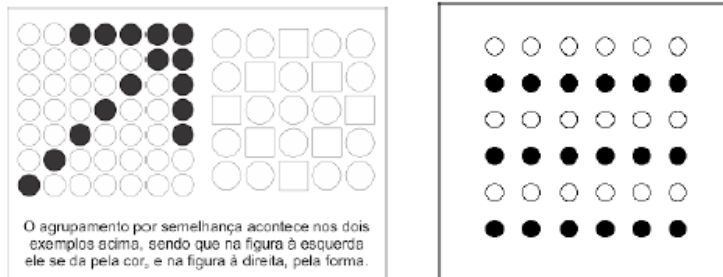 O agrupamento por semelhança acontece nos dois
exemplos acima, sendo que na figura à esquerda
ele se da pela cor, e na figura à direita, pela forma.